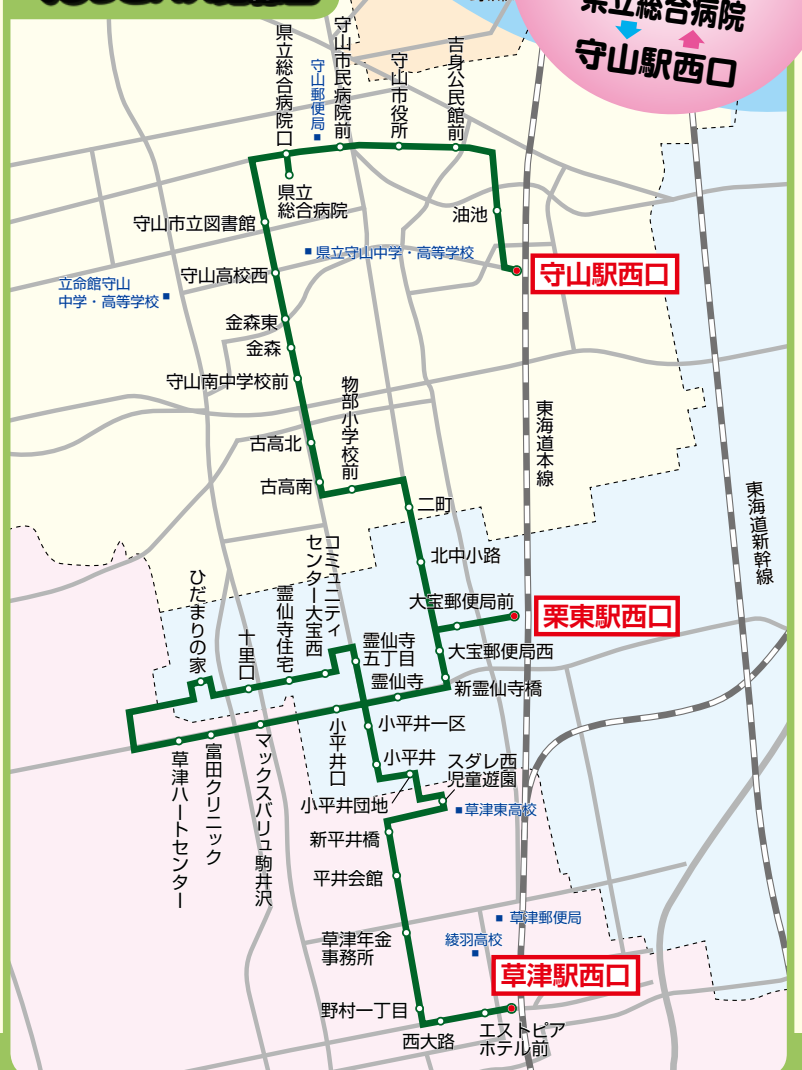 県立総合病院
守山駅西口
県立総合病院口
守山郵便局
守山市民病院前
守山市役所
吉身公民館前
県立
総合病院
油池
守山駅西口
守山市立図書館
県立守山中学・高等学校
守山高校西
立命館守山
中学・高等学校
金森東
金森
守山南中学校前
物部小学校前
古高北
古高南
東海道本線
東海道新幹線
二町
北中小路
大宝郵便局前
栗東駅西口
大宝郵便局西
新霊仙寺橋
コミュニティ
センター大宝西
霊仙寺住宅
十里口
ひだまりの家
霊仙寺
五丁目
霊仙寺
小平井一区
小平井口
小平井
スダレ西
児童遊園
小平井団地
マックスバリュ駒井沢
富田クリニック
草津ハートセンター
草津東高校
新平井橋
平井会館
草津郵便局
綾羽高校
草津年金
事務所
草津駅西口
野村一丁目
西大路
エストピア
ホテル前